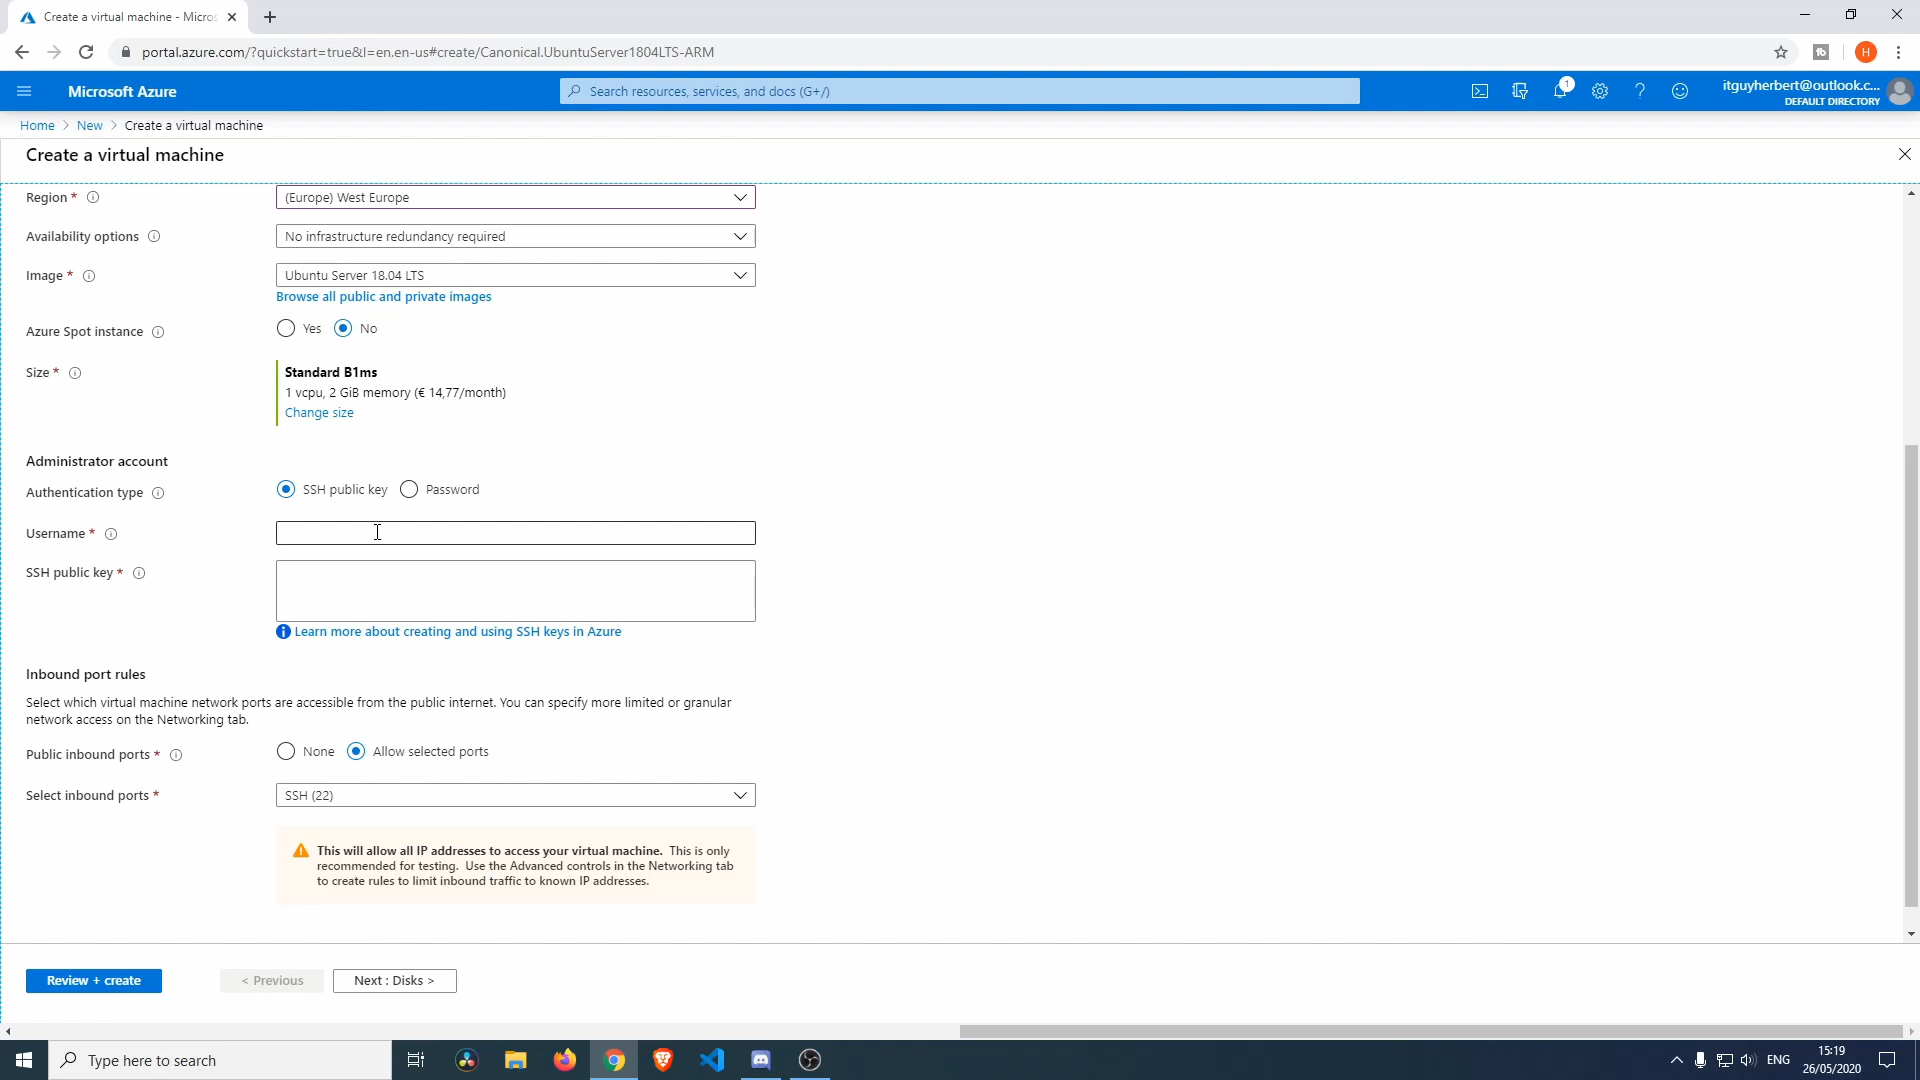 Create a virtual machine - Micros
portal.azure.com/?quickstart=true&l=en.en-us#create/Canonical.UbuntuServer1804LTS-ARM
H
Microsoft Azure
Search resources, services, and docs (G+/)
1
itguyherbert@outlook.c...
DEFAULT DIRECTORY
Home > New > Create a virtual machine
Create a virtual machine
Region *
(Europe) West Europe
Availability options
No infrastructure redundancy required
Image *
Ubuntu Server 18.04 LTS
Browse all public and private images
Azure Spot instance
Yes No
Size *
Standard B1ms
1 vcpu, 2 GiB memory (€ 14,77/month)
Change size
Administrator account
Authentication type
SSH public key Password
Username *
SSH public key *
Learn more about creating and using SSH keys in Azure
Inbound port rules
Select which virtual machine network ports are accessible from the public internet. You can specify more limited or granular
network access on the Networking tab.
Public inbound ports *
None Allow selected ports
Select inbound ports *
SSH (22)
This will allow all IP addresses to access your virtual machine. This is only
recommended for testing. Use the Advanced controls in the Networking tab
to create rules to limit inbound traffic to known IP addresses.
Review + create
< Previous
Next : Disks >
Type here to search
ENG
15:19
26/05/2020